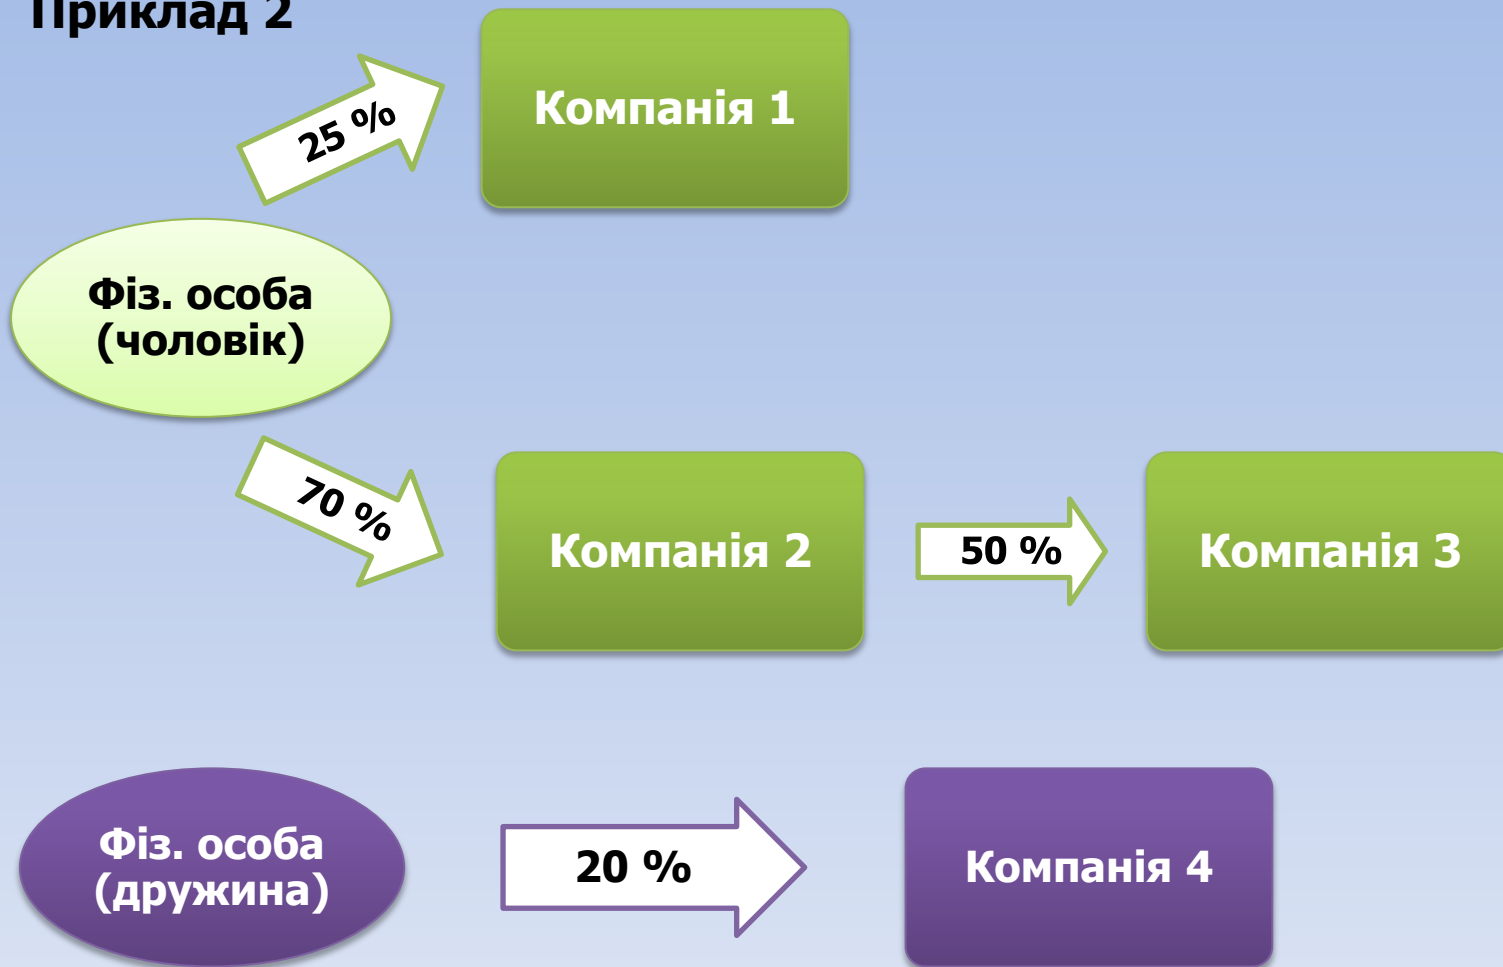 Приклад 2
25 %
Компанія 1
Фіз. особа
(чоловік)
70 %
Компанія 2
50 %
Компанія 3
Фіз. особа
(дружина)
20 %
Компанія 4